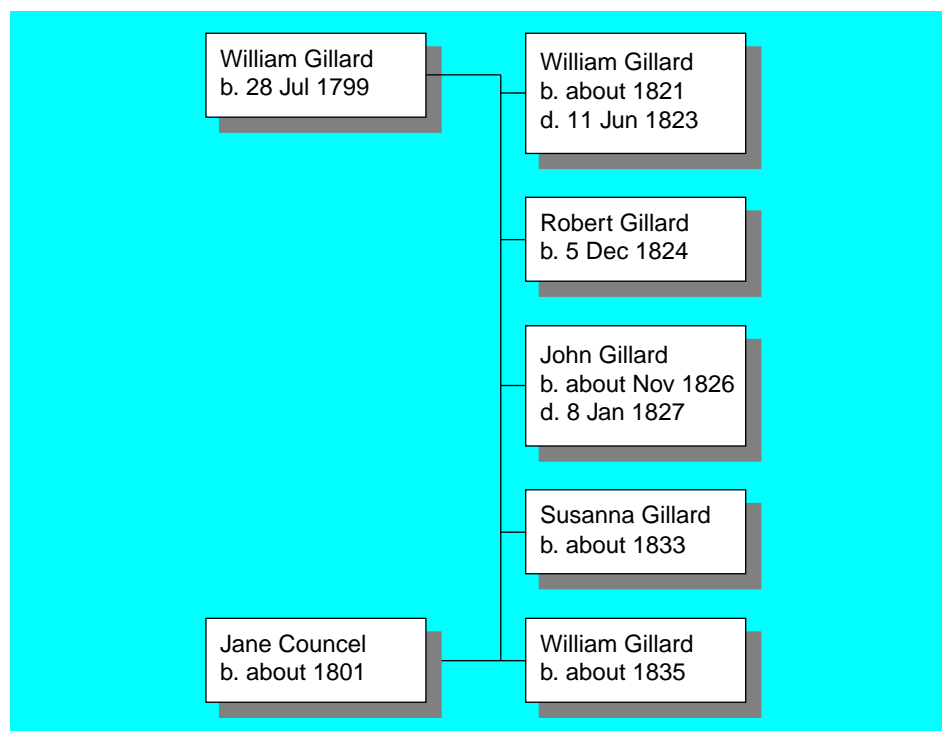 William Gillard
b. 28 Jul 1799
William Gillard
b. about 1821
d. 11 Jun 1823
Robert Gillard
b. 5 Dec 1824
John Gillard
b. about Nov 1826
d. 8 Jan 1827
Susanna Gillard
b. about 1833
Jane Councel
b. about 1801
William Gillard
b. about 1835